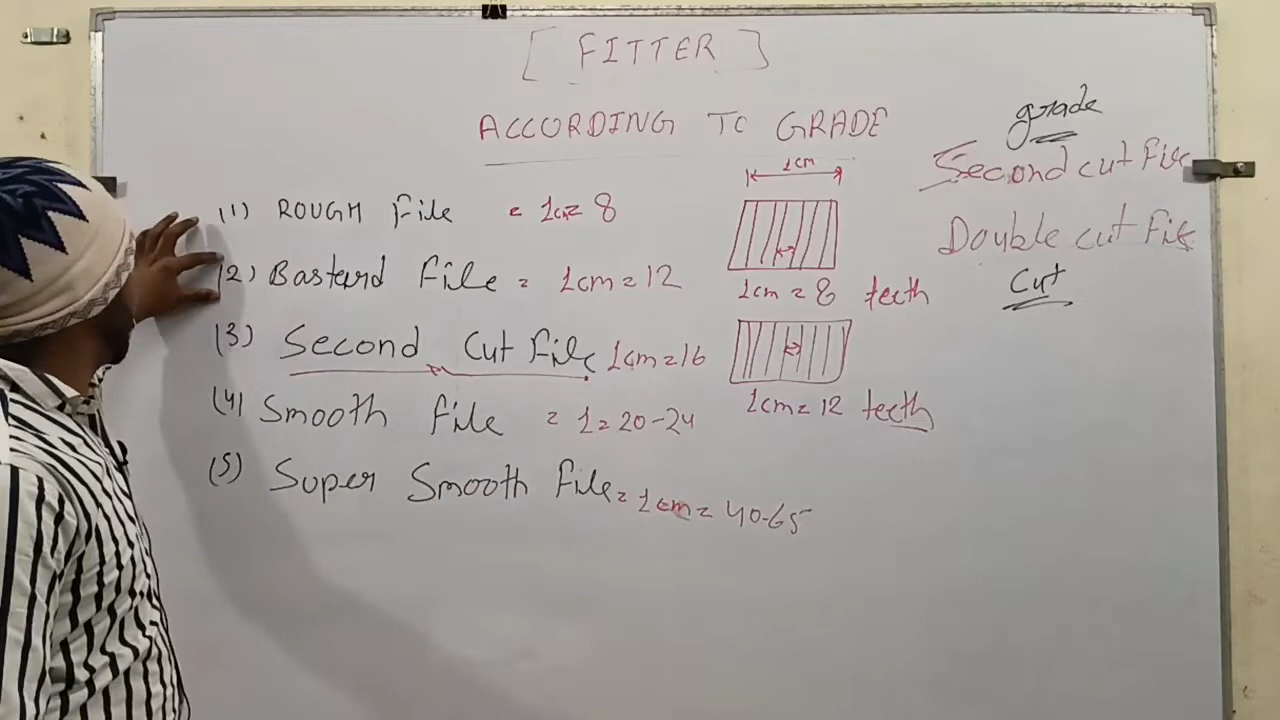 [ FITTER ]
ACCORDING TO GRADE
(1) ROUGH File = 1cm= 8
(2) Basterd File = 1cm=12
(3) Second Cut File 1cm=16
(4) Smooth File = 1=20-24
(5) Super Smooth File= 1cm= 40-65
1cm
1cm = 8 teeth
1cm= 12 teeth
grade
Second cut File
Double cut File
Cut